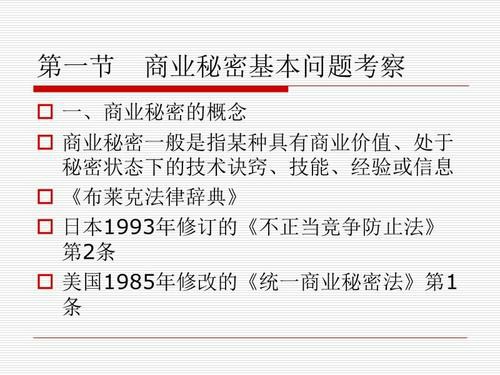 第一节　商业秘密基本问题考察
一、商业秘密的概念
商业秘密一般是指某种具有商业价值、处于
秘密状态下的技术诀窍、技能、经验或信息
《布莱克法律辞典》
日本1993年修订的《不正当竞争防止法》
第2条
美国1985年修改的《统一商业秘密法》第1
条